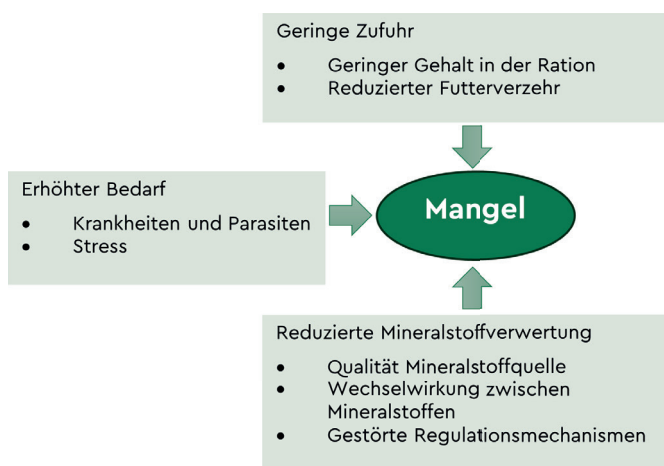 Geringe Zufuhr
• Geringer Gehalt in der Ration
• Reduzierter Futterverzehr
Erhöhter Bedarf
• Krankheiten und Parasiten
• Stress
Mangel
Reduzierte Mineralstoffverwertung
• Qualität Mineralstoffquelle
• Wechselwirkung zwischen
Mineralstoffen
• Gestörte Regulationsmechanismen